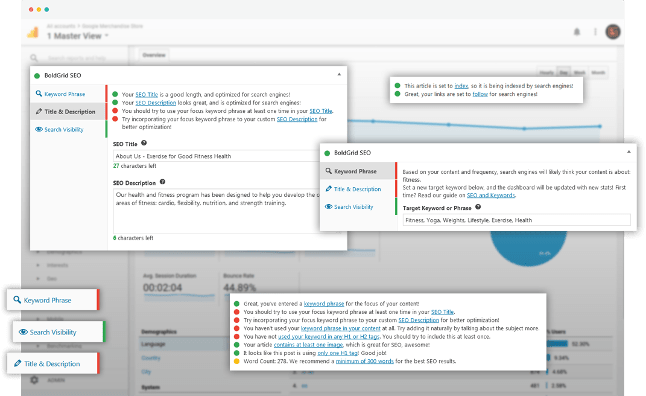 All accounts > Google Merchandise Store
1 Master View
Overview
Hourly Day Week Month
BoldGrid SEO
Keyword Phrase
Title & Description
Search Visibility
Your SEO Title is a good length, and optimized for search engines!
Your SEO Description looks great, and is optimized for search engines!
You should try to use your focus keyword phrase at least one time in your SEO Title.
Try incorporating your focus keyword phrase to your custom SEO Description for
better optimization!
SEO Title
About Us - Exercise for Good Fitness Health
27 characters left
SEO Description
Our health and fitness program has been designed to help you develop the
areas of fitness: cardio, flexibility, nutrition, and strength training.
6 characters left
This article is set to index, so it is being indexed by search engines!
Great, your links are set to follow for search engines!
BoldGrid SEO
Keyword Phrase
Title & Description
Search Visibility
Based on your content and frequency, search engines will likely think your content is about
fitness.
Set a new target keyword below, and the dashboard will be updated with new stats! First
time? Read our guide on SEO and Keywords.
Target Keyword or Phrase
Fitness, Yoga, Weights, Lifestyle, Exercise, Health
Avg. Session Duration
00:02:04
Bounce Rate
44.89%
Keyword Phrase
Search Visibility
Title & Description
ADMIN
Demographics
Language
Country
City
System
Great, you've entered a keyword phrase for the focus of your content!
You should try to use your focus keyword phrase at least one time in your SEO Title.
Try incorporating your focus keyword phrase to your custom SEO Description for better optimization!
You haven't used your keyword phrase in your content at all. Try adding it naturally by talking about the subject more
You have not used your keyword in any H1 or H2 tags. You should try to include this at least once.
Your article contains at least one image, which is great for SEO, awesome!
It looks like this post is using only one H1 tag! Good job!
Word Count: 278. We recommend a minimum of 300 words for the best SEO results.
% Users